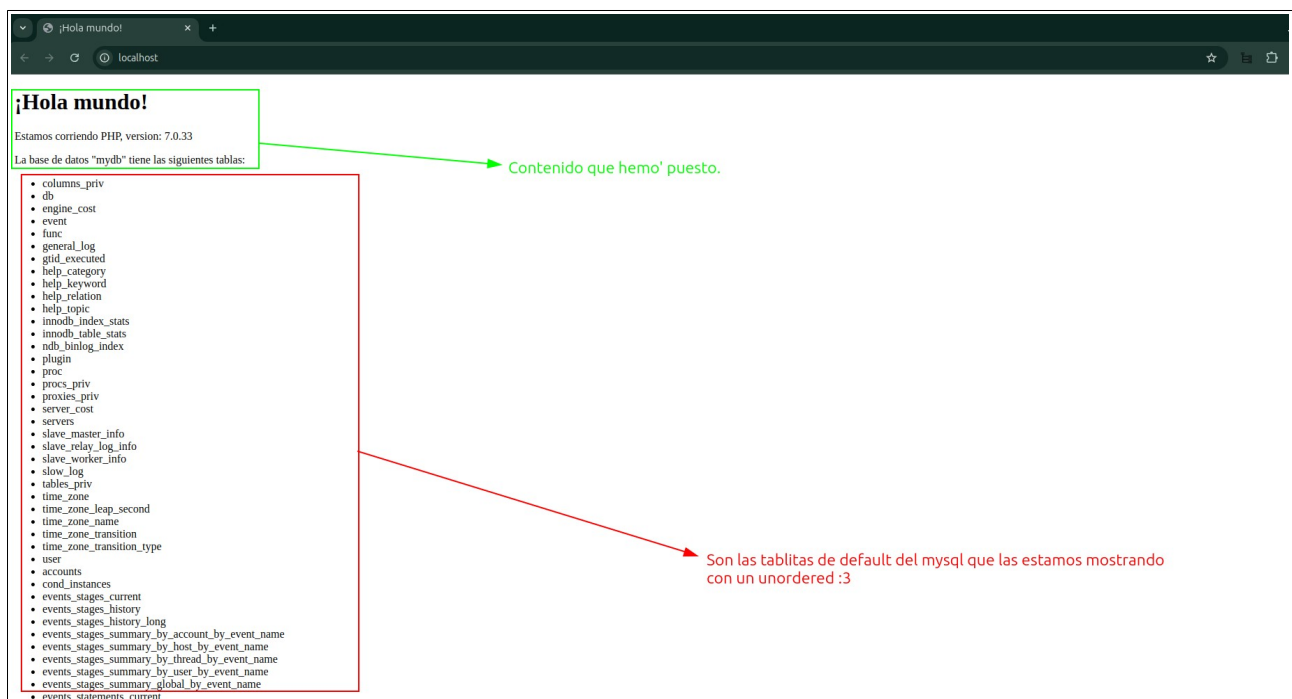 ¡Hola mundo!
localhost
¡Hola mundo!
Estamos corriendo PHP, version: 7.0.33
La base de datos "mydb" tiene las siguientes tablas:
Contenido que hemo' puesto.
columns_priv
db
engine_cost
event
func
general_log
gtid_executed
help_category
help_keyword
help_relation
help_topic
innodb_index_stats
innodb_table_stats
ndb_binlog_index
plugin
proc
procs_priv
proxies_priv
server_cost
servers
slave_master_info
slave_relay_log_info
slave_worker_info
slow_log
tables_priv
time_zone
time_zone_leap_second
time_zone_name
time_zone_transition
time_zone_transition_type
user
accounts
cond_instances
events_stages_current
events_stages_history
events_stages_history_long
events_stages_summary_by_account_by_event_name
events_stages_summary_by_host_by_event_name
events_stages_summary_by_thread_by_event_name
events_stages_summary_by_user_by_event_name
events_stages_summary_global_by_event_name
events_statements_current
Son las tablitas de default del mysql que las estamos mostrando
con un unordered :3